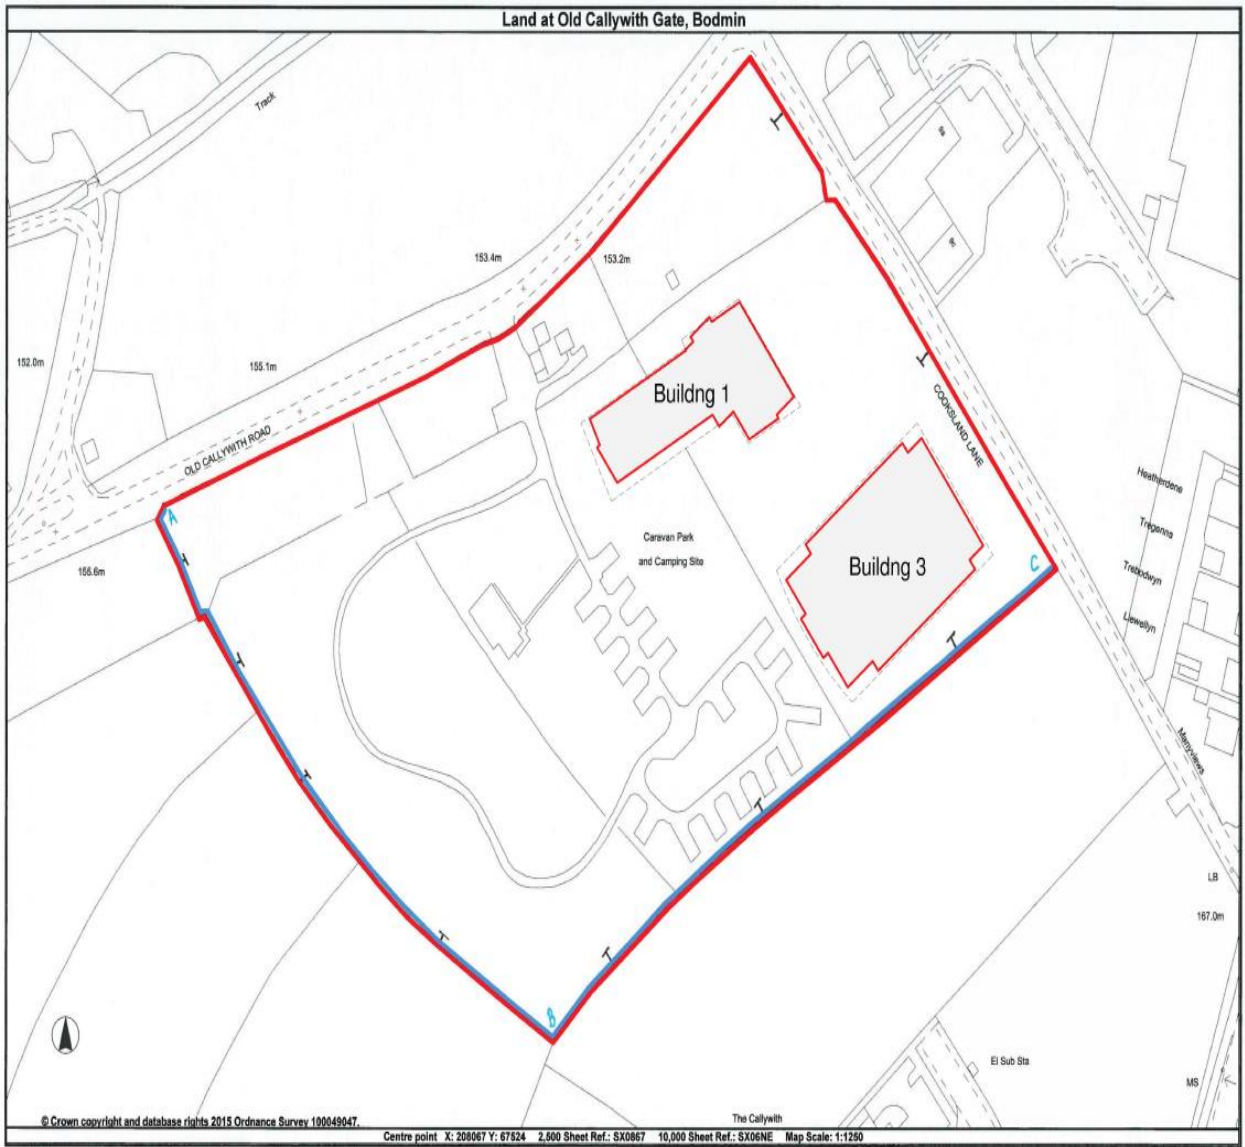 Land at Old Callywith Gate, Bodmin
Track
153.4m
153.2m
152.0m
155.1m
Buildng 1
COOKSLAND LANE
OLD CALLYWITH ROAD
Heatherdene
A
Tregenna
Caravan Park
and Camping Site
155.6m
Buildng 3
C
Trebodwyn
Llewellyn
Merryviews
LB
167.0m
B
El Sub Sta
MS
The Callywith
© Crown copyright and database rights 2015 Ordnance Survey 100049047.
Centre point X: 208067 Y: 67524 2,500 Sheet Ref.: SX0867 10,000 Sheet Ref.: SX06NE Map Scale: 1:1250